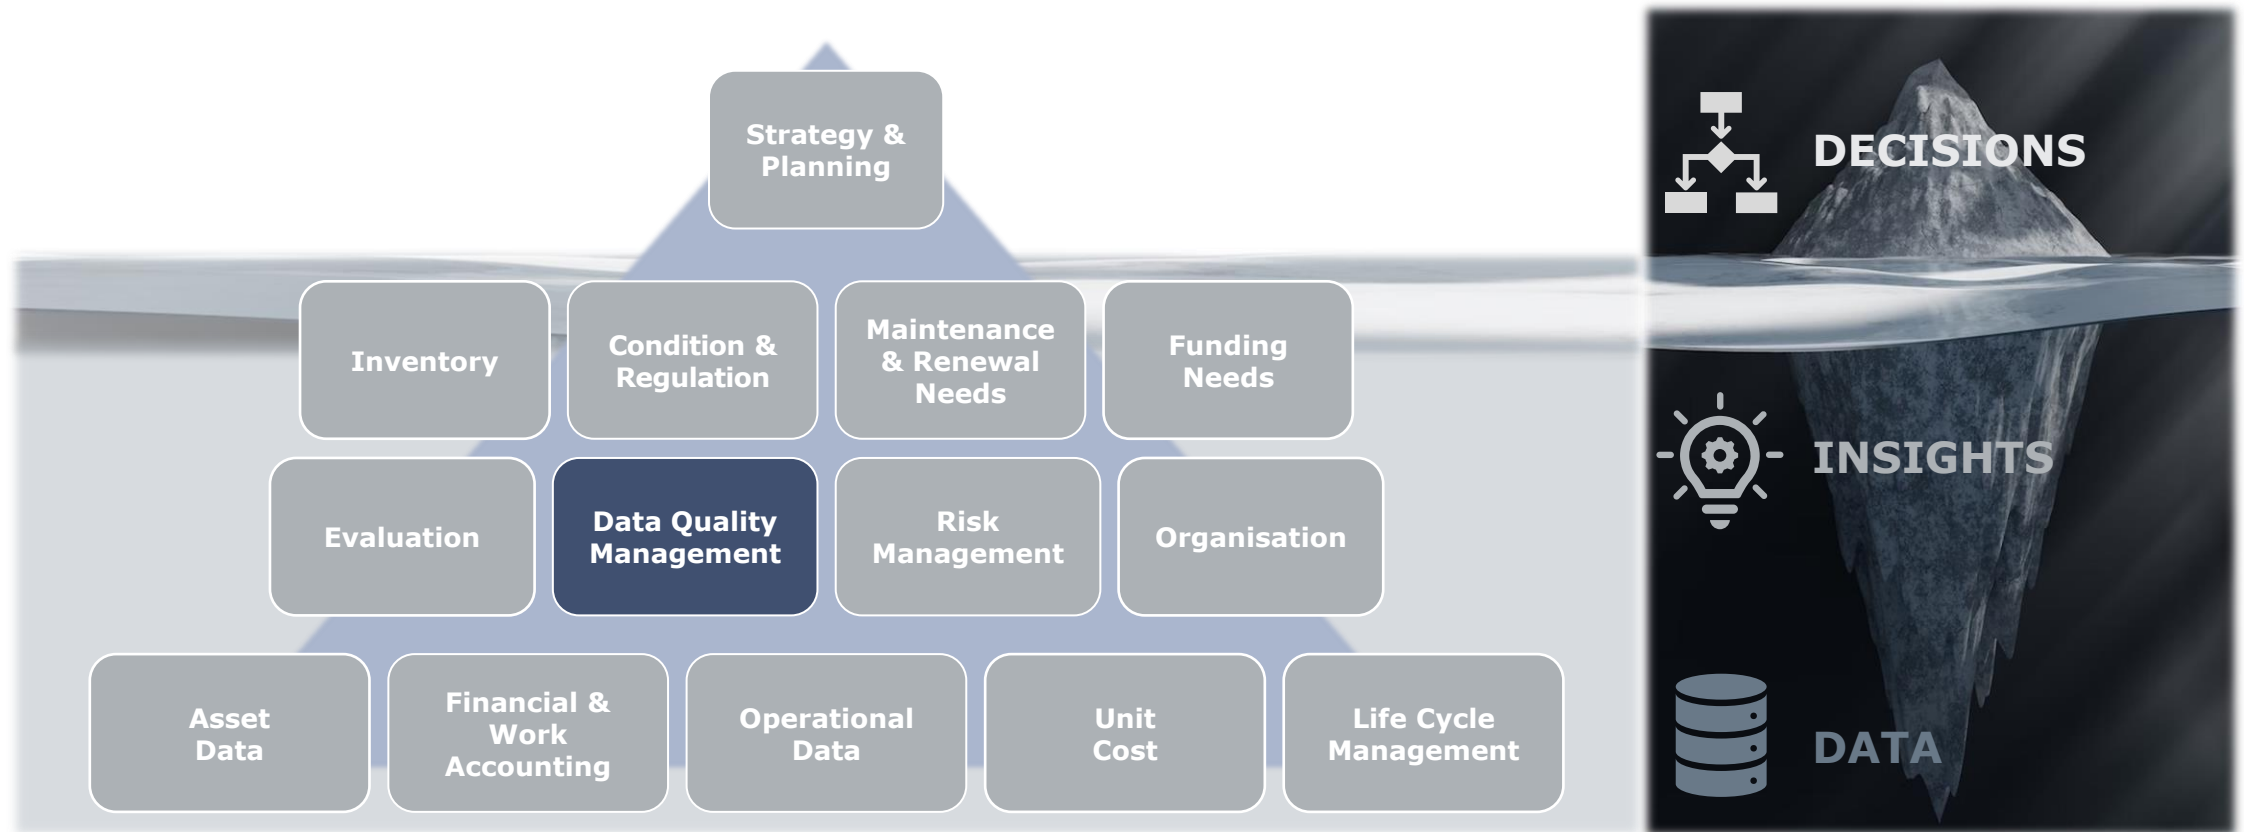 Strategy &
Planning
DECISIONS
Inventory
Condition &
Regulation
Maintenance
& Renewal
Needs
Funding
Needs
INSIGHTS
Evaluation
Data Quality
Management
Risk
Management
Organisation
Asset
Data
Financial &
Work
Accounting
Operational
Data
Unit
Cost
Life Cycle
Management
DATA